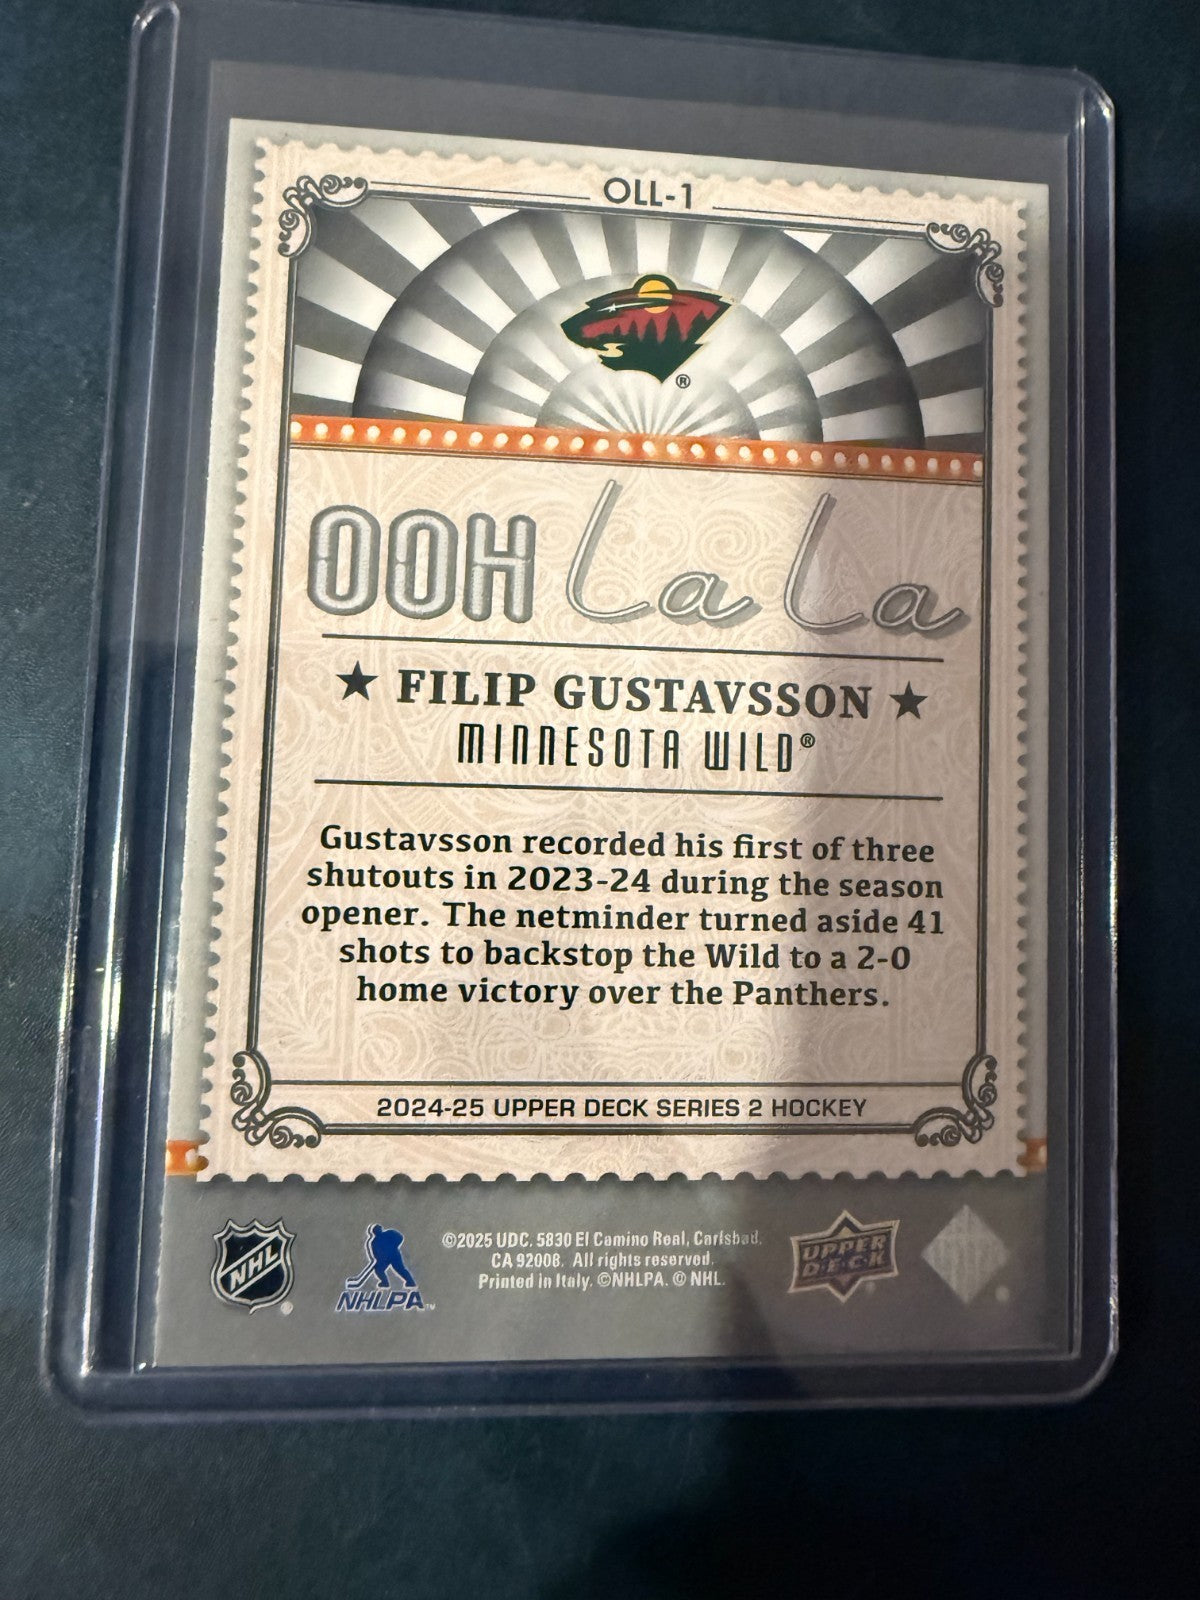 OLL-1
®
OOH La La
★ FILIP GUSTAVSSON ★
MINNESOTA WILD®
Gustavsson recorded his first of three
shutouts in 2023-24 during the season
opener. The netminder turned aside 41
shots to backstop the Wild to a 2-0
home victory over the Panthers.
2024-25 UPPER DECK SERIES 2 HOCKEY
NHL ®
NHLPA™
©2025 UDC. 5830 El Camino Real, Carlsbad,
CA 92008. All rights reserved.
Printed in Italy. ©NHLPA. © NHL.
UPPER
DECK ®